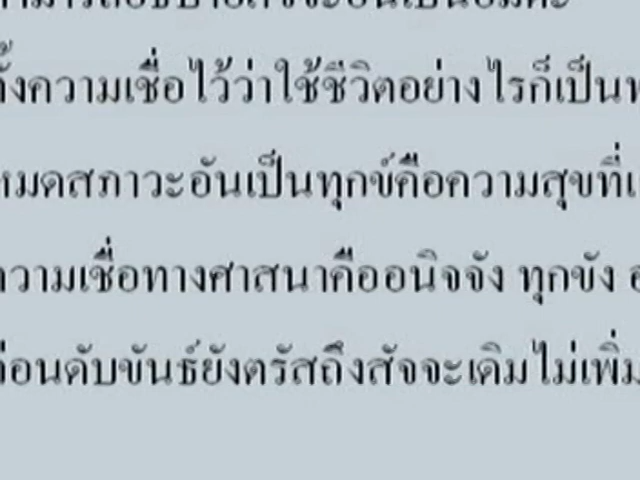 ั้งความเชื่อไว้ว่าใช้ชีวิตอย่างไรก็เป็นท
หมดสภาวะอันเป็นทุกข์คือความสุขที่เ
ความเชื่อทางศาสนาคืออนิจจัง ทุกขัง อ
ก่อนดับขันธ์ยังตรัสถึงสัจจะเดิมไม่เพิ่ม